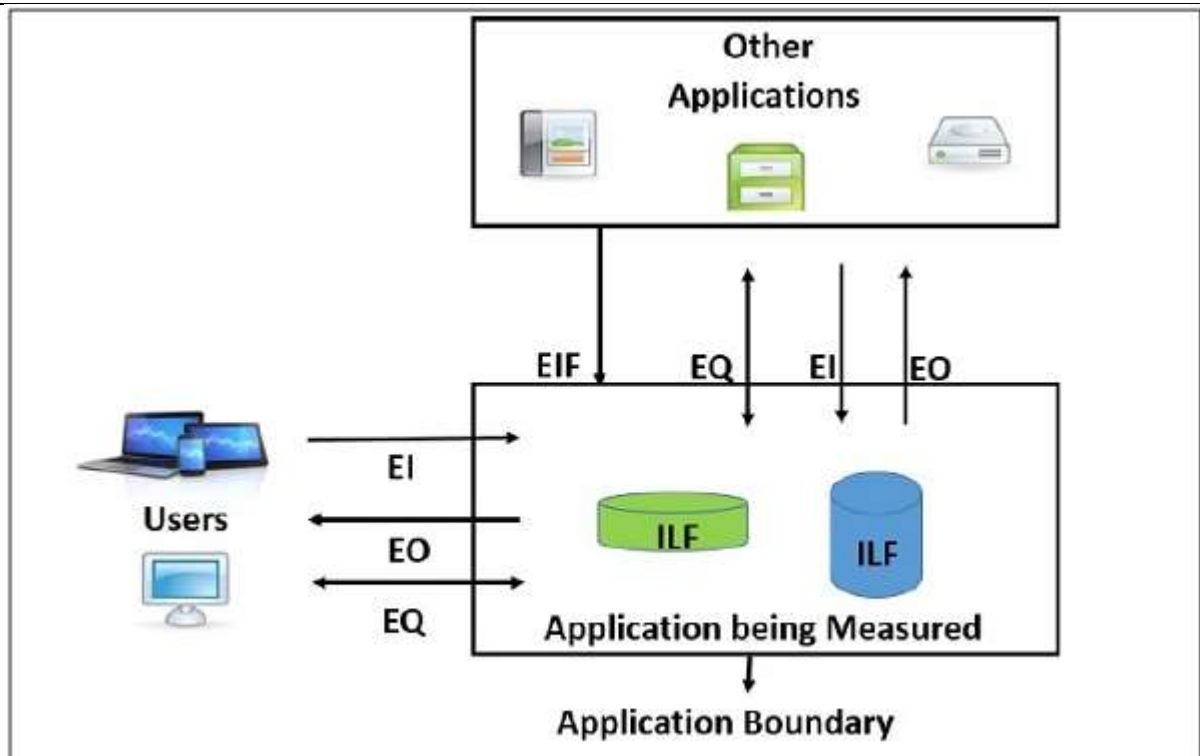 Other
Applications
EIF
EQ
EI
EO
EI
Users
EO
EQ
ILF
ILF
Application being Measured
Application Boundary